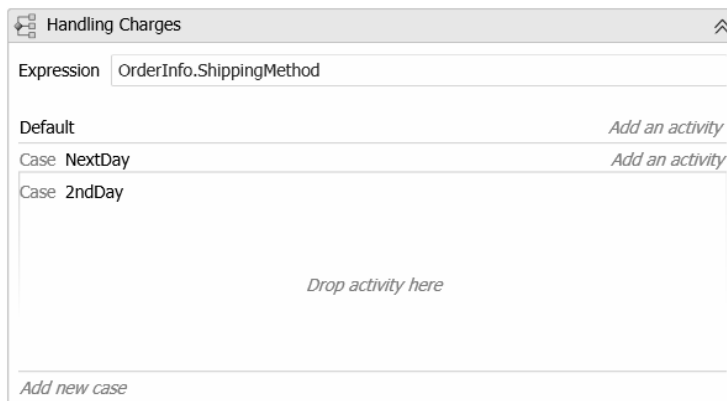 Handling Charges
Expression OrderInfo.ShippingMethod
Default Add an activity
Case NextDay Add an activity
Case 2ndDay
Drop activity here
Add new case